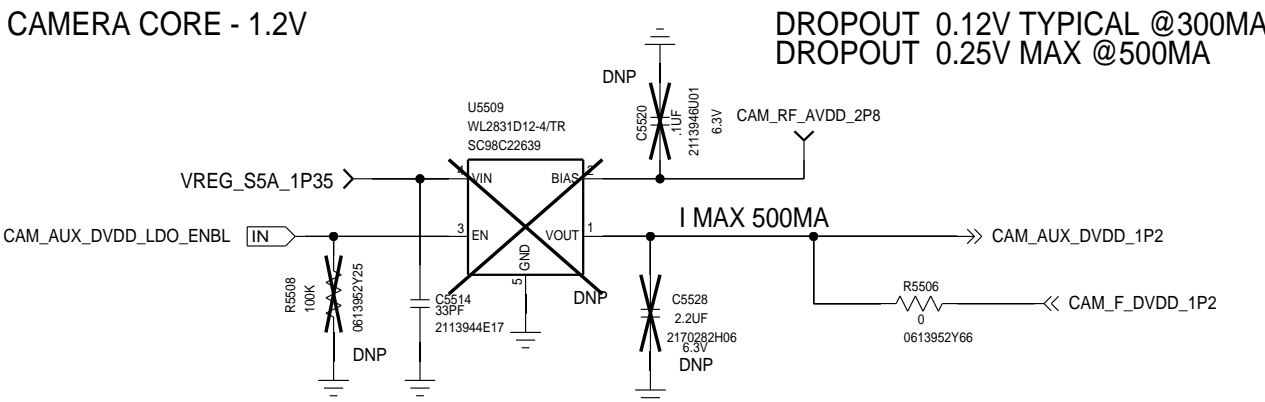 CAMERA CORE - 1.2V
DROPOUT 0.12V TYPICAL @300MA
DROPOUT 0.25V MAX @500MA
DNP
C5520
.1UF
2113946U01
6.3V
CAM_RF_AVDD_2P8
U5509
WL2831D12-4/TR
SC98C22639
VREG_S5A_1P35
4
VIN
BIAS
2
CAM_AUX_DVDD_LDO_ENBL
IN
3
EN
VOUT
1
I MAX 500MA
CAM_AUX_DVDD_1P2
GND
5
R5508
100K
0613952Y25
DNP
C5514
33PF
2113944E17
DNP
C5528
2.2UF
2170282H06
6.3V
DNP
R5506
0
0613952Y66
CAM_F_DVDD_1P2